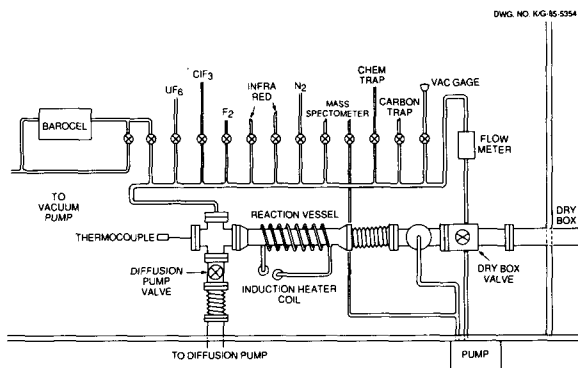 DWG. NO. K/G-85-5354
BAROCEL
UF6
ClF3
F2
INFRA
RED
N2
MASS
SPECTOMETER
CHEM
TRAP
CARBON
TRAP
VAC GAGE
FLOW
METER
TO
VACUUM
PUMP
THERMOCOUPLE
REACTION VESSEL
DRY
BOX
DIFFUSION
PUMP
VALVE
INDUCTION HEATER
COIL
DRY BOX
VALVE
TO DIFFUSION PUMP
PUMP